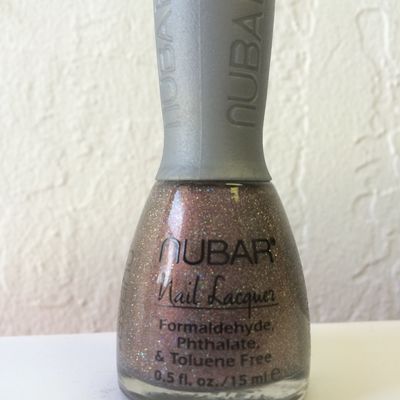 NUBAR
NUBAR
NUBAR®
Nail Lacquer
Formaldehyde,
Phthalate,
& Toluene Free
0.5 fl. oz./15 ml e